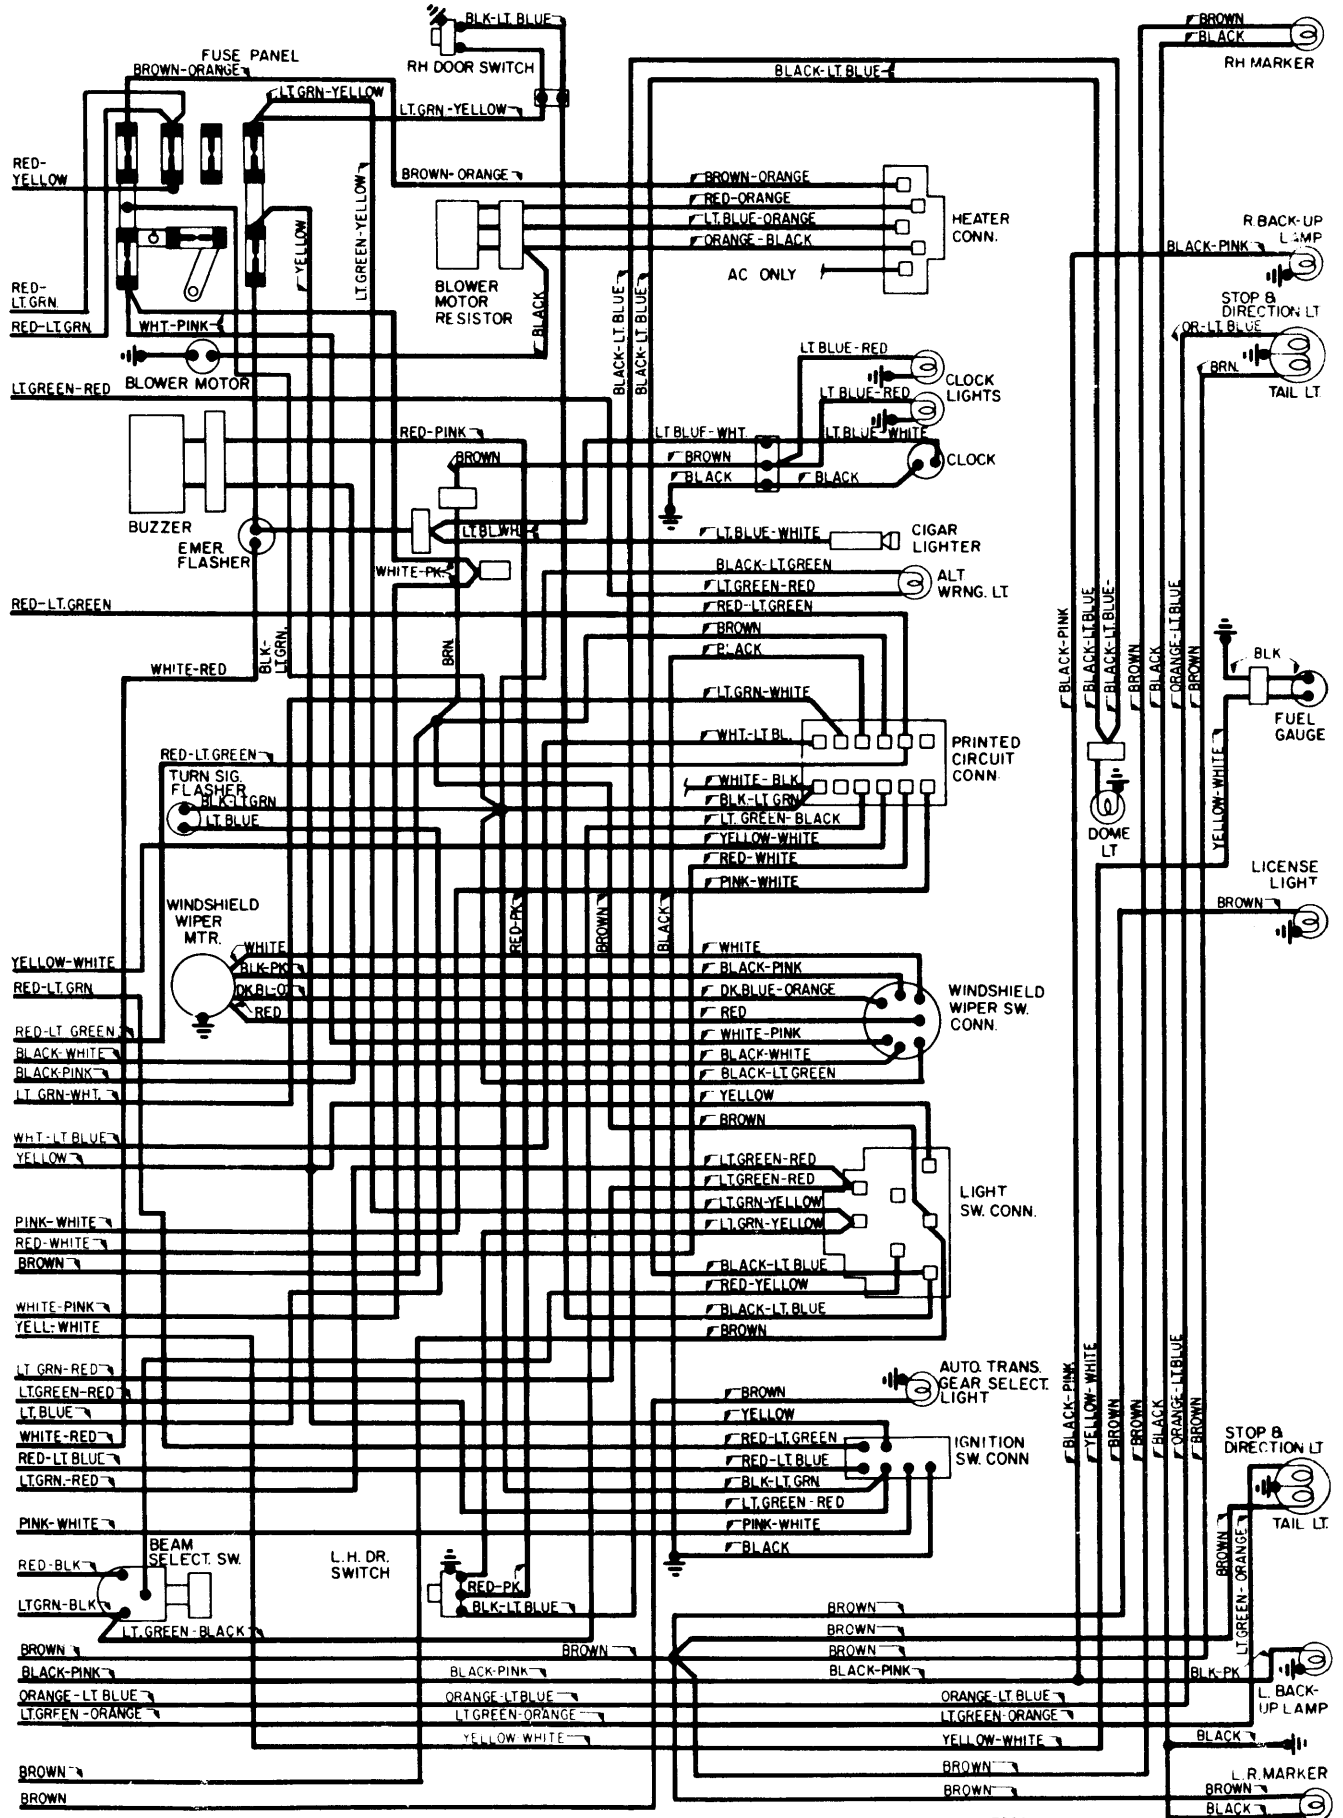 BLK-LT. BLUE
BROWN
BLACK
RH MARKER
FUSE PANEL
BROWN-ORANGE
RH DOOR SWITCH
BLACK-LT. BLUE
LT.GRN-YELLOW
LT.GRN-YELLOW
RED-
YELLOW
LT.GREEN-YELLOW
BROWN-ORANGE
BROWN-ORANGE
RED-ORANGE
LT.BLUE-ORANGE
ORANGE-BLACK
HEATER
CONN.
AC ONLY
YELLOW
BLOWER
MOTOR
RESISTOR
BLACK
BLACK-LT. BLUE
BLACK-LT. BLUE
R.BACK-UP
LAMP
BLACK-PINK
STOP &
DIRECTION LT
OR-LT. BLUE
BRN.
TAIL LT.
RED-
LT.GRN.
RED-LT.GRN.
WHT-PINK
BLOWER MOTOR
LT BLUE-RED
CLOCK
LIGHTS
LT BLUE-RED
LT.GREEN-RED
RED-PINK
BROWN
LT BLUE-WHT.
LT.BLUE-WHITE
BROWN
BLACK
BLACK
CLOCK
BUZZER
EMER.
FLASHER
LT.BL.WH.
LT.BLUE-WHITE
CIGAR
LIGHTER
WHITE-PK.
BLACK-LT.GREEN
LT.GREEN-RED
ALT
WRNG. LT.
RED-LT.GREEN
RED-LT.GREEN
BROWN
BLACK
BLK-
LT.GRN.
BRN.
WHITE-RED
LT.GRN-WHITE
WHT.-LT BL.
PRINTED
CIRCUIT
CONN.
BLACK-PINK
BLACK-LT.BLUE
BLACK-LT.BLUE-
BROWN
BLACK
ORANGE-LT.BLUE
BROWN
BLK
FUEL
GAUGE
YELLOW-WHITE
RED-LT.GREEN
TURN SIG.
FLASHER
BLK-LTGRN
LT BLUE
WHITE-BLK.
BLK-LT GRN
LT. GREEN-BLACK
YELLOW-WHITE
RED-WHITE
PINK-WHITE
DOME
LT
LICENSE
LIGHT
BROWN
WINDSHIELD
WIPER
MTR.
RED-PK.
BROWN
BLACK
YELLOW-WHITE
RED-LT. GRN
WHITE
BLK-PK
DK.BL-O.
RED
WHITE
BLACK-PINK
DK.BLUE-ORANGE
RED
WHITE-PINK
BLACK-WHITE
BLACK-LT.GREEN
YELLOW
BROWN
WINDSHIELD
WIPER SW.
CONN.
RED-LT. GREEN
BLACK-WHITE
BLACK-PINK
LT GRN-WHT.
WHT-LT BLUE
YELLOW
LT.GREEN-RED
LT.GREEN-RED
LT.GRN-YELLOW
LT.GRN-YELLOW
LIGHT
SW. CONN.
PINK-WHITE
RED-WHITE
BROWN
BLACK-LT. BLUE
RED-YELLOW
BLACK-LT. BLUE
BROWN
WHITE-PINK
YELL-WHITE
LT GRN-RED
LT.GREEN-RED
LT.BLUE
WHITE-RED
RED-LT BLUE
LT.GRN.-RED
PINK-WHITE
AUTO. TRANS.
GEAR SELECT.
LIGHT
BROWN
YELLOW
RED-LT.GREEN
RED-LT.BLUE
BLK-LT.GRN.
LT.GREEN-RED
PINK-WHITE
BLACK
IGNITION
SW. CONN
BLACK-PINK
YELLOW-WHITE
BROWN
BROWN
BLACK
ORANGE-LT.BLUE
BROWN
STOP &
DIRECTION LT
TAIL LT.
BROWN
LT.GREEN-ORANGE
BEAM
SELECT. SW.
RED-BLK
LTGRN-BLK
LT. GREEN-BLACK
L.H. DR.
SWITCH
RED-PK.
BLK-LT.BLUE
BROWN
BROWN
BROWN
BROWN
BROWN
BLACK-PINK
BLACK-PINK
BLACK-PINK
BLK-PK
L. BACK-
UP LAMP
ORANGE-LT BLUE
ORANGE-LTBLUE
ORANGE-LT. BLUE
LT.GREEN-ORANGE
LT GREEN-ORANGE
LT.GREEN-ORANGE
YELLOW WHITE
YELLOW-WHITE
BLACK
BROWN
BROWN
BROWN
BROWN
L.R. MARKER
BROWN
BLACK